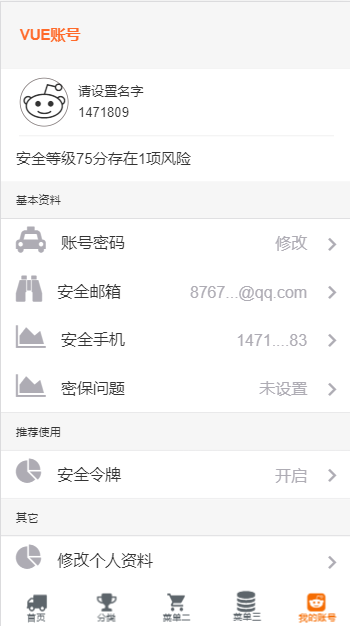 VUE账号
请设置名字
1471809
安全等级75分存在1项风险
基本资料
账号密码 修改
安全邮箱 8767...@qq.com
安全手机 1471....83
密保问题 未设置
推荐使用
安全令牌 开启
其它
修改个人资料
首页 分类 菜单二 菜单三 我的账号